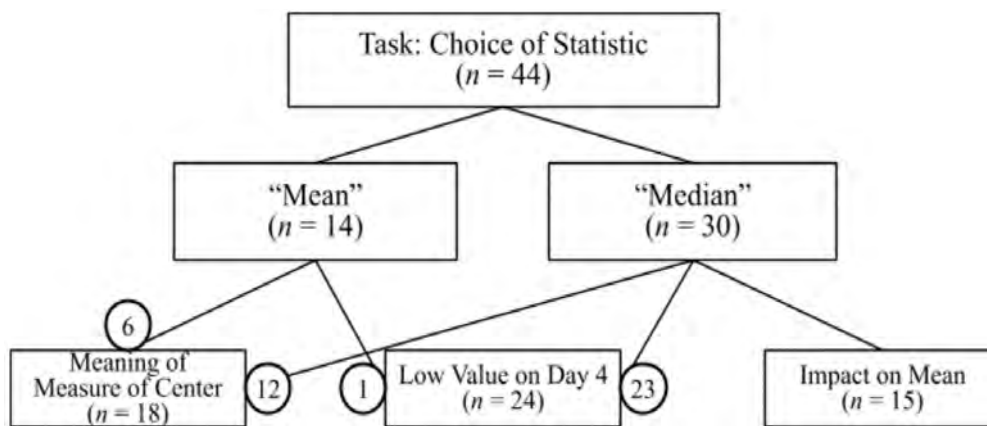 Task: Choice of Statistic
(n = 44)
“Mean”
(n = 14)
“Median”
(n = 30)
6
Meaning of
Measure of Center
(n = 18)
12
1
Low Value on Day 4
(n = 24)
23
Impact on Mean
(n = 15)